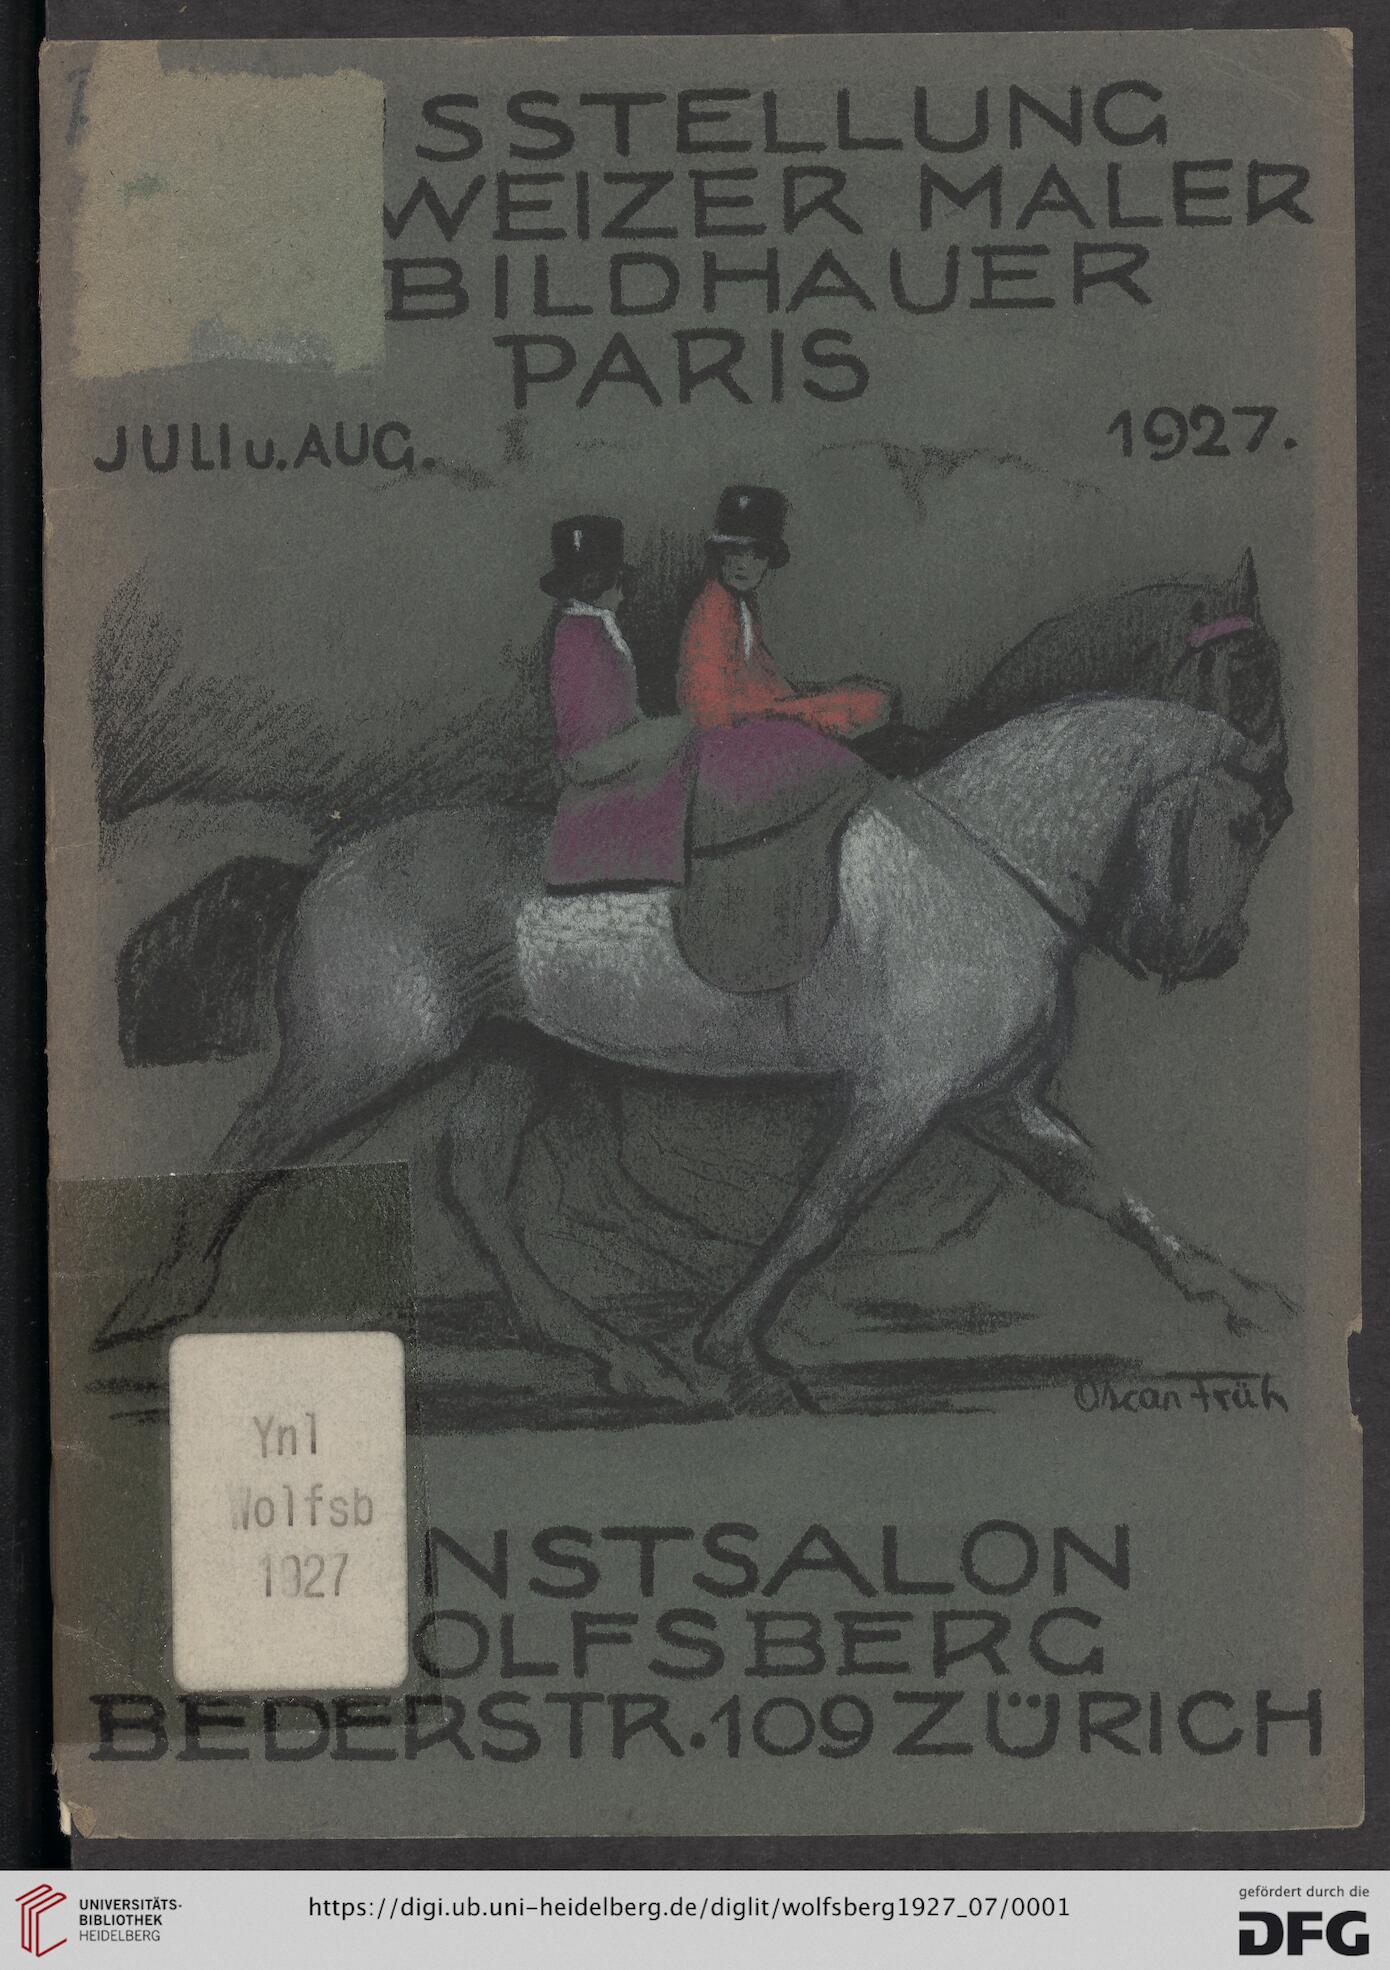 SSTELLUNG
WEIZER MALER
BILDHAUER
PARIS
JULI u. AUG. 1927.
Oscar Früh
Ynl
Wolfsb
1927
NSTSALON
OLFSBERG
BEDERSTR. 109 ZÜRICH
UNIVERSITÄTS-
BIBLIOTHEK
HEIDELBERG
https://digi.ub.uni-heidelberg.de/diglit/wolfsberg1927_07/0001
gefördert durch die
DFG